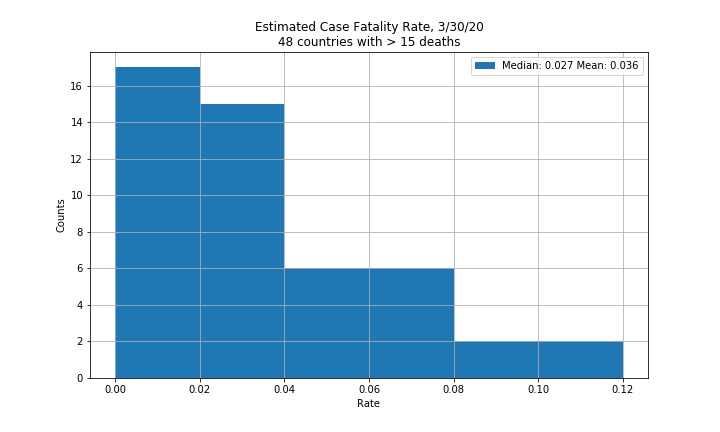 Estimated Case Fatality Rate, 3/30/20
48 countries with > 15 deaths
Median: 0.027 Mean: 0.036
16
14
12
10
8
6
4
2
0
Counts
0.00 0.02 0.04 0.06 0.08 0.10 0.12
Rate